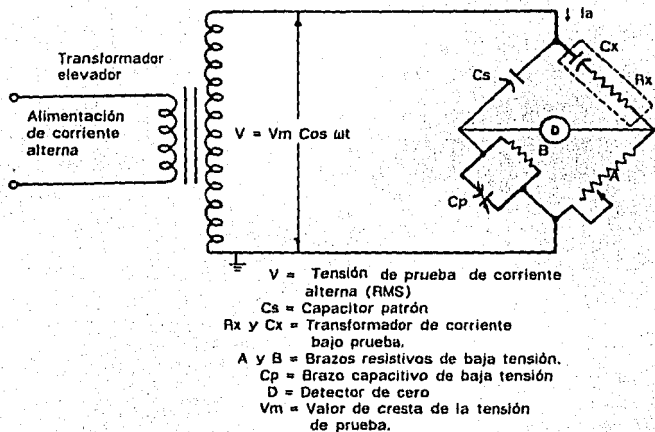 Transformador
elevador
Alimentación
de corriente
alterna
V = Vm Cos ωt
Ia
Cx
Rx
Cs
D
B
A
Cp
V = Tensión de prueba de corriente
alterna (RMS)
Cs = Capacitor patrón
Rx y Cx = Transformador de corriente
bajo prueba.
A y B = Brazos resistivos de baja tensión.
Cp = Brazo capacitivo de baja tensión
D = Detector de cero
Vm = Valor de cresta de la tensión
de prueba.